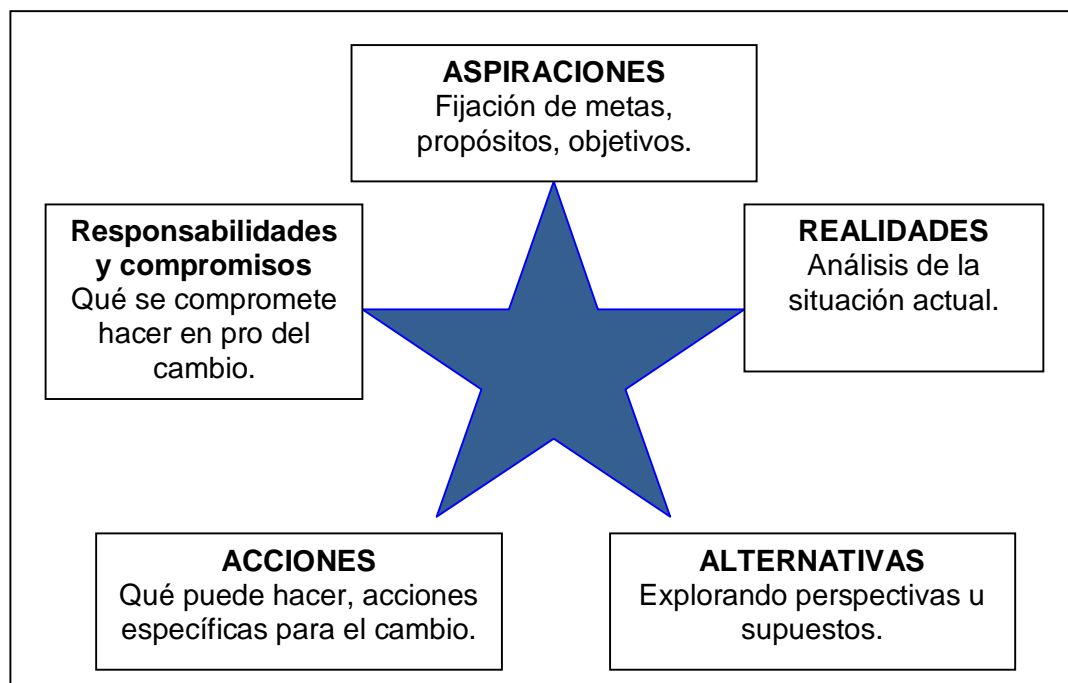 ASPIRACIONES
Fijación de metas,
propósitos, objetivos.
Responsabilidades
y compromisos
Qué se compromete
hacer en pro del
cambio.
REALIDADES
Análisis de la
situación actual.
ACCIONES
Qué puede hacer, acciones
específicas para el cambio.
ALTERNATIVAS
Explorando perspectivas u
supuestos.